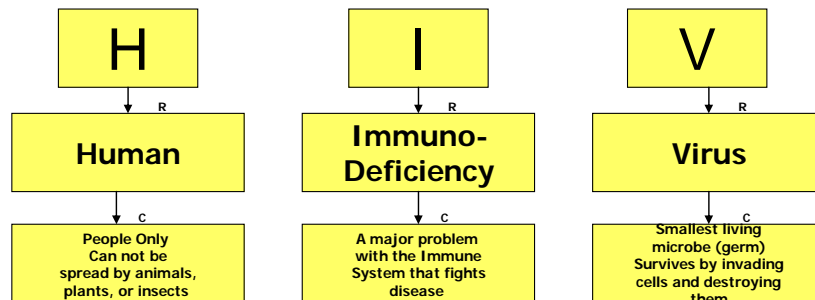 H
I
V
R
R
R
Human
Immuno-
Deficiency
Virus
C
C
C
People Only
Can not be
spread by animals,
plants, or insects
A major problem
with the Immune
System that fights
disease
Smallest living
microbe (germ)
Survives by invading
cells and destroying
them